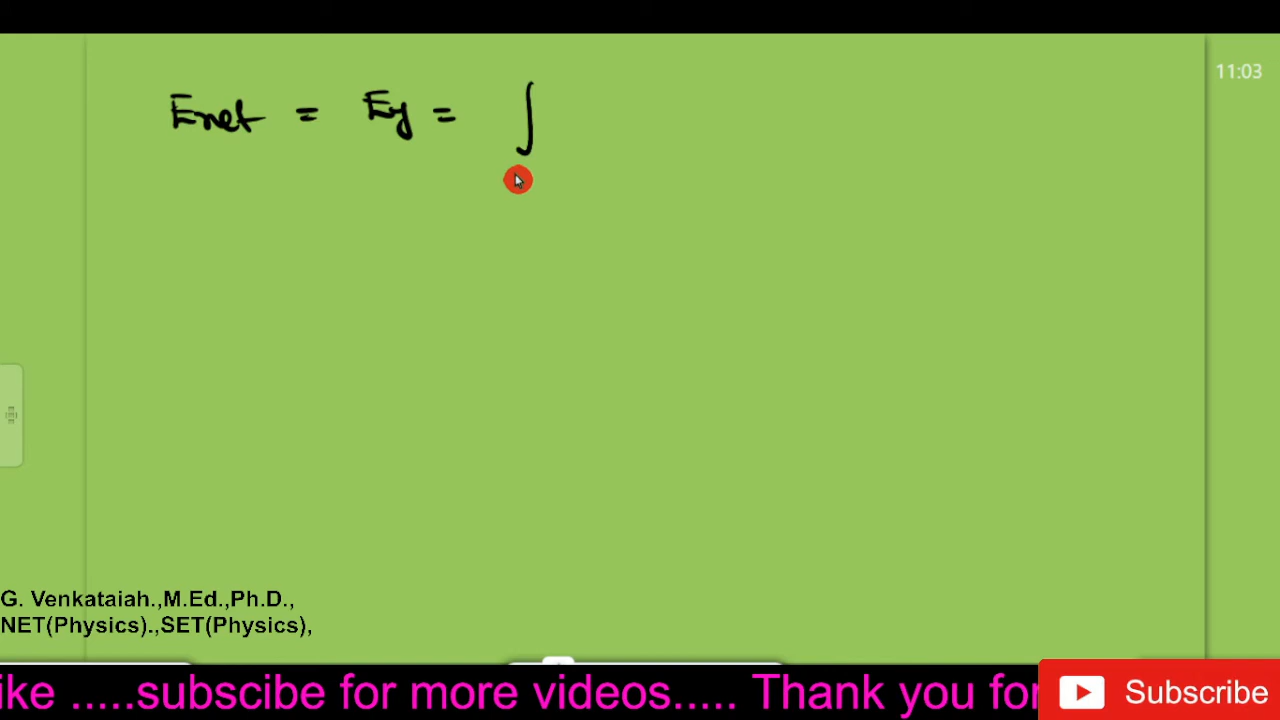 11:03
Enet = Ey = ∫
G. Venkataiah.,M.Ed.,Ph.D.,
NET(Physics).,SET(Physics),
ike .....subscibe for more videos..... Thank you for
Subscribe